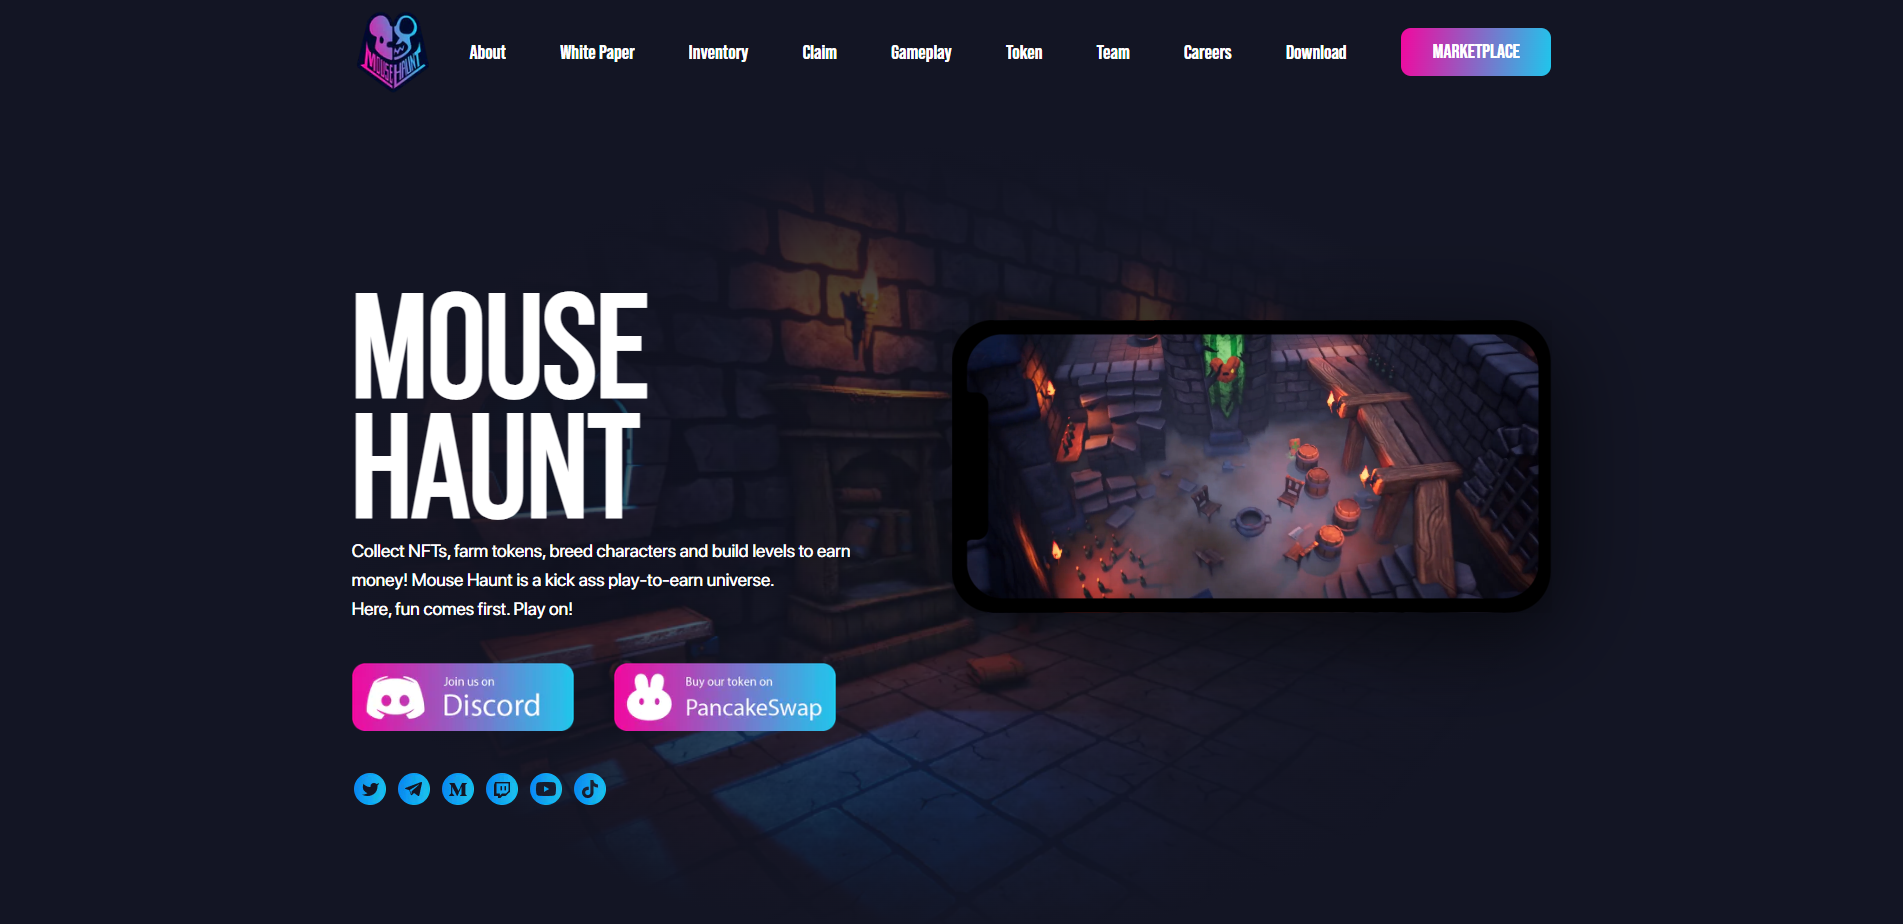 MOUSE HAUNT
About
White Paper
Inventory
Claim
Gameplay
Token
Team
Careers
Download
MARKETPLACE
MOUSE
HAUNT
Collect NFTs, farm tokens, breed characters and build levels to earn
money! Mouse Haunt is a kick ass play-to-earn universe.
Here, fun comes first. Play on!
Join us on
Discord
Buy our token on
PancakeSwap